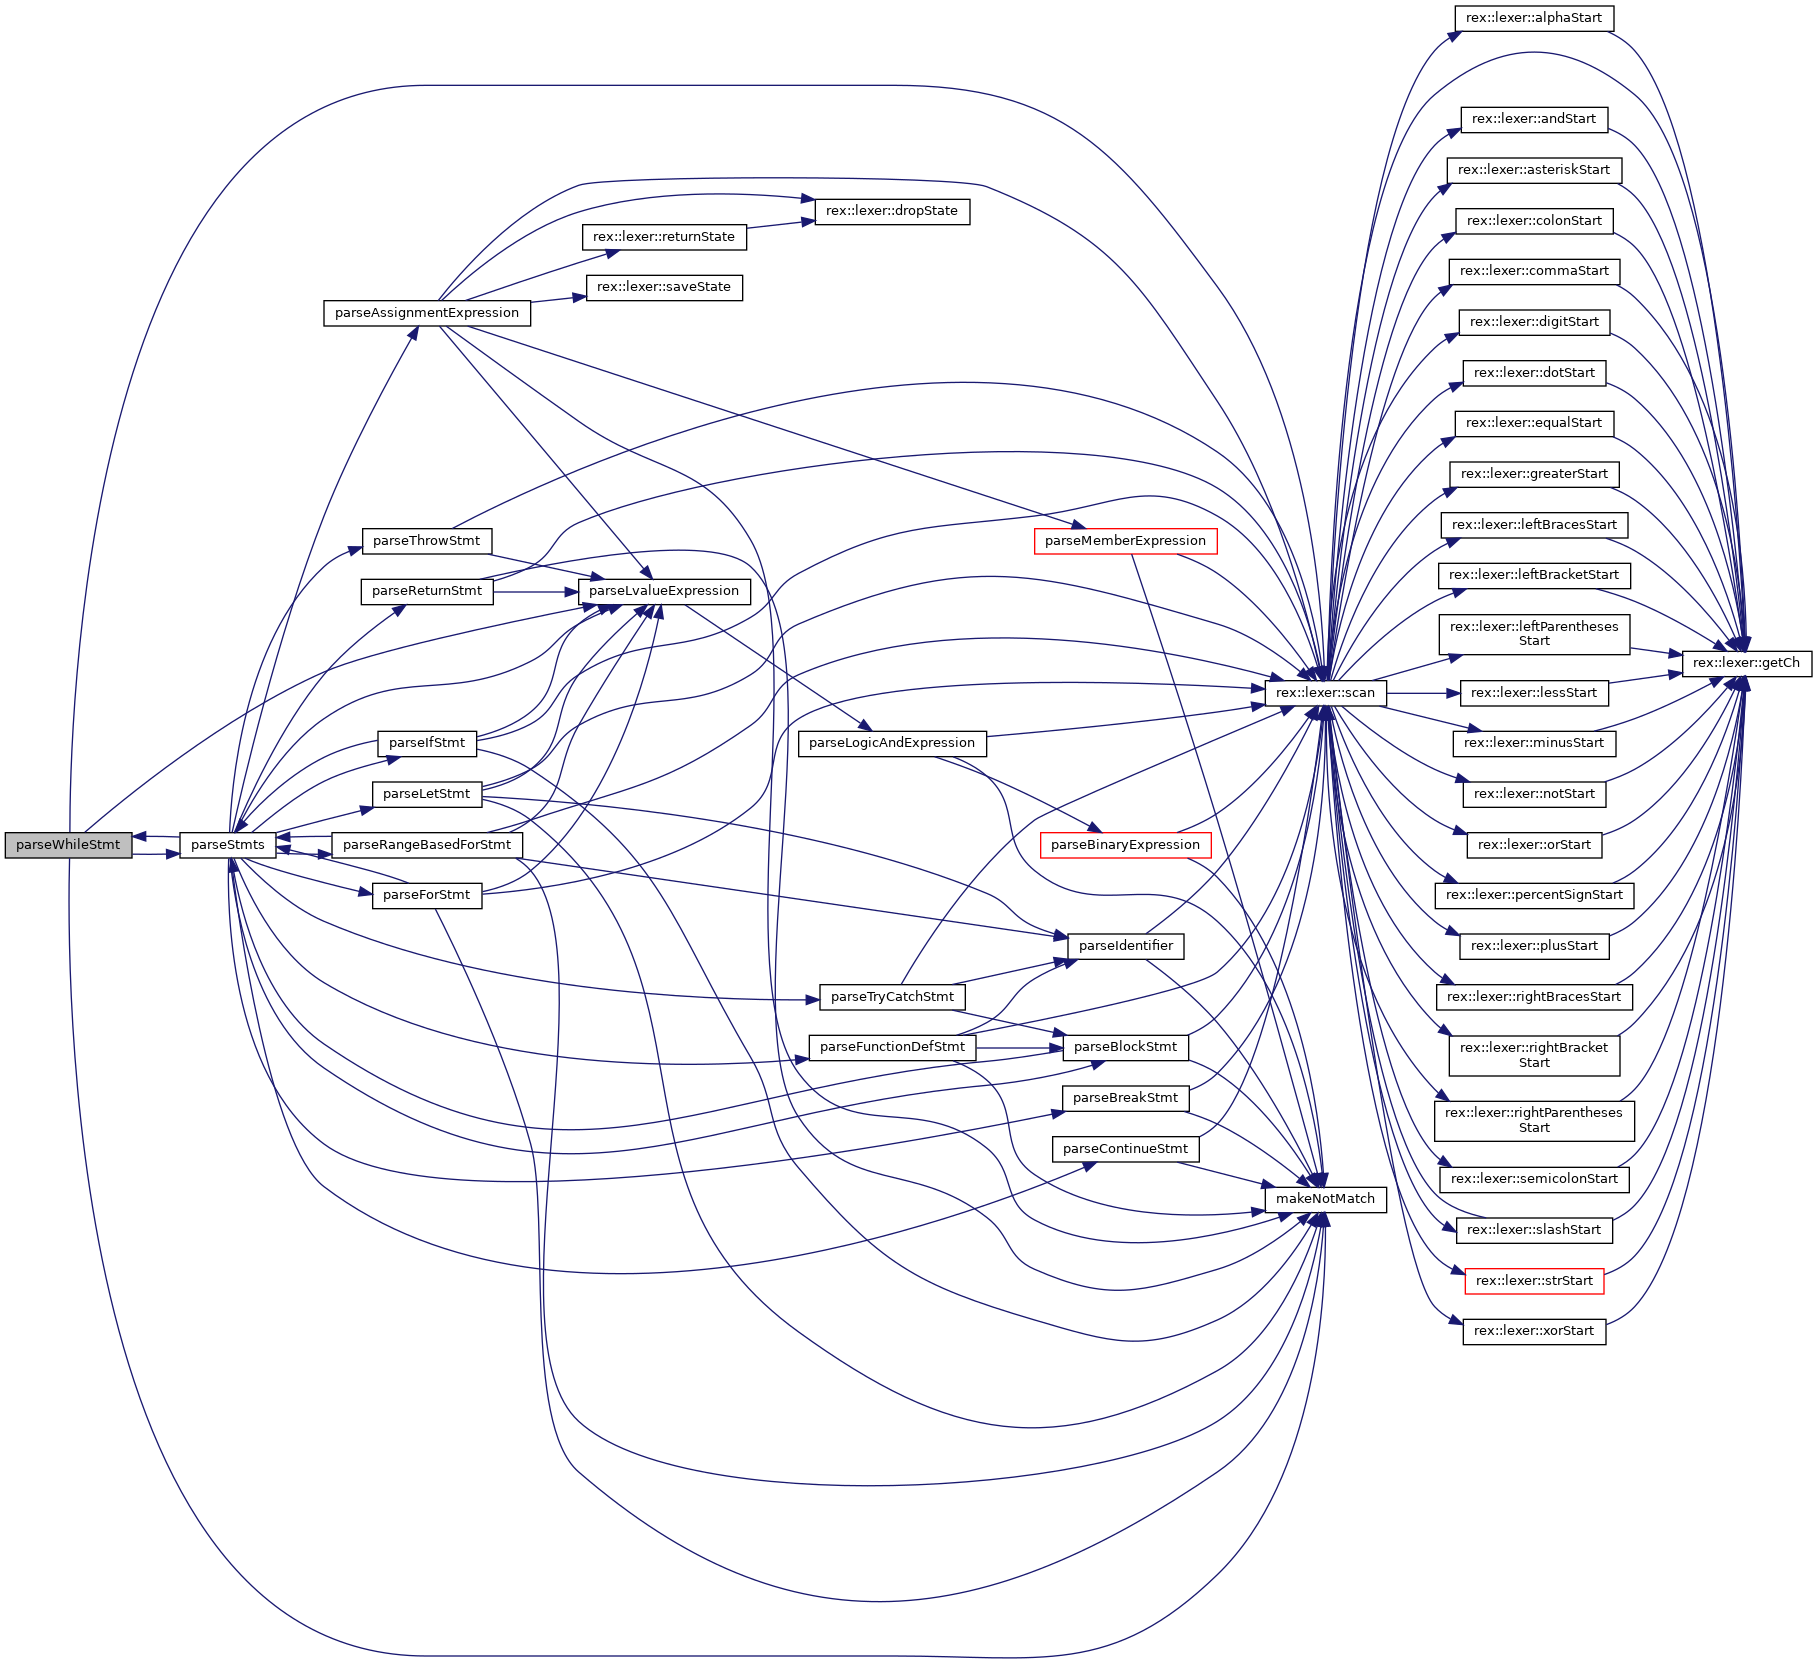 rex::lexer::alphaStart
rex::lexer::andStart
rex::lexer::asteriskStart
rex::lexer::dropState
rex::lexer::colonStart
rex::lexer::returnState
rex::lexer::commaStart
rex::lexer::saveState
parseAssignmentExpression
rex::lexer::digitStart
rex::lexer::dotStart
rex::lexer::equalStart
rex::lexer::greaterStart
rex::lexer::leftBracesStart
parseThrowStmt
parseMemberExpression
rex::lexer::leftBracketStart
parseReturnStmt
parseLvalueExpression
rex::lexer::leftParentheses
Start
rex::lexer::getCh
rex::lexer::scan
rex::lexer::lessStart
parseIfStmt
parseLogicAndExpression
rex::lexer::minusStart
parseLetStmt
rex::lexer::notStart
parseWhileStmt
parseStmts
parseRangeBasedForStmt
parseBinaryExpression
rex::lexer::orStart
parseForStmt
rex::lexer::percentSignStart
parseIdentifier
rex::lexer::plusStart
parseTryCatchStmt
rex::lexer::rightBracesStart
parseFunctionDefStmt
parseBlockStmt
rex::lexer::rightBracket
Start
parseBreakStmt
rex::lexer::rightParentheses
Start
parseContinueStmt
rex::lexer::semicolonStart
makeNotMatch
rex::lexer::slashStart
rex::lexer::strStart
rex::lexer::xorStart